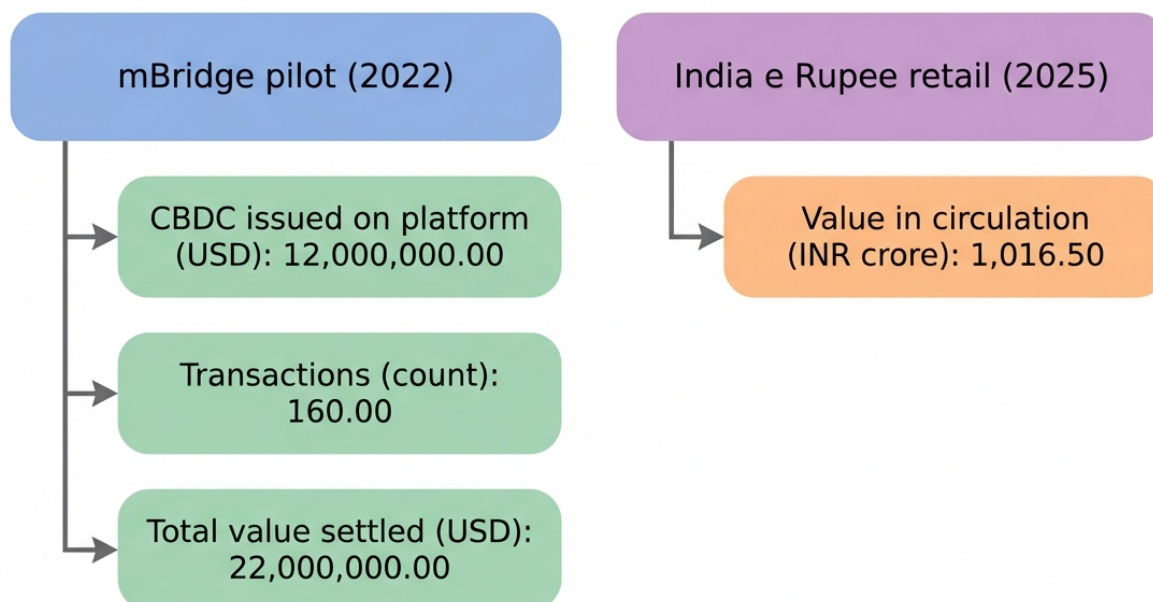 mBridge pilot (2022)
CBDC issued on platform
(USD): 12,000,000.00
Transactions (count):
160.00
Total value settled (USD):
22,000,000.00
India e Rupee retail (2025)
Value in circulation
(INR crore): 1,016.50